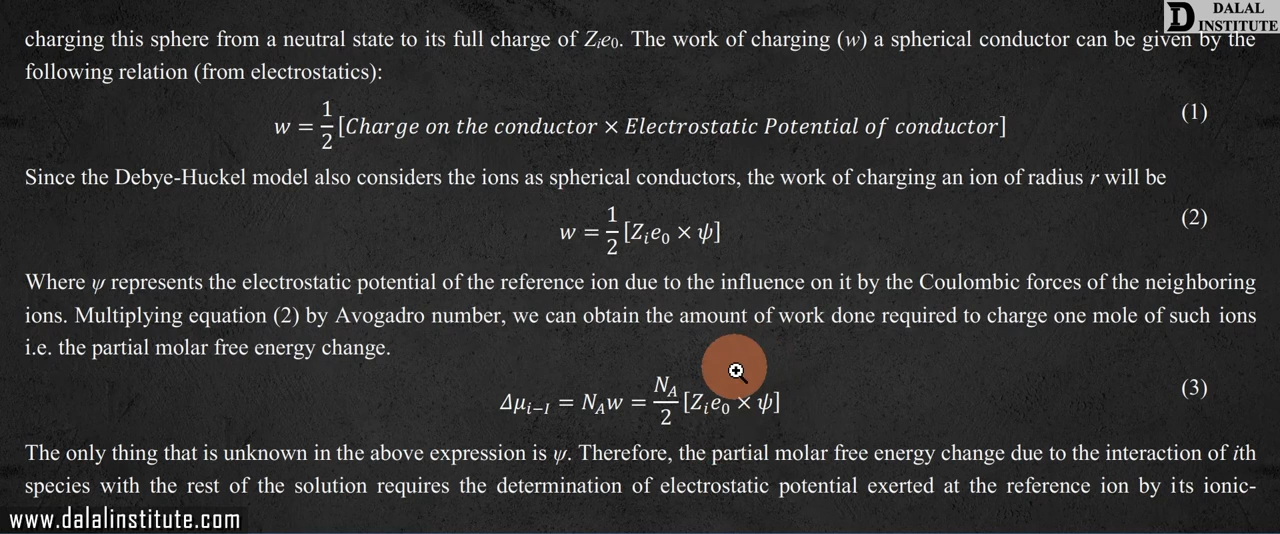 DALAL
INSTITUTE
charging this sphere from a neutral state to its full charge of Zᵢe₀. The work of charging (w) a spherical conductor can be given by the
following relation (from electrostatics):
w = 1/2 [Charge on the conductor × Electrostatic Potential of conductor] (1)
Since the Debye-Huckel model also considers the ions as spherical conductors, the work of charging an ion of radius r will be
w = 1/2 [Zᵢe₀ × ψ] (2)
Where ψ represents the electrostatic potential of the reference ion due to the influence on it by the Coulombic forces of the neighboring
ions. Multiplying equation (2) by Avogadro number, we can obtain the amount of work done required to charge one mole of such ions
i.e. the partial molar free energy change.
Δμ_{i−I} = N_A w = N_A/2 [Zᵢe₀ × ψ] (3)
The only thing that is unknown in the above expression is ψ. Therefore, the partial molar free energy change due to the interaction of ith
species with the rest of the solution requires the determination of electrostatic potential exerted at the reference ion by its ionic-
www.dalalinstitute.com